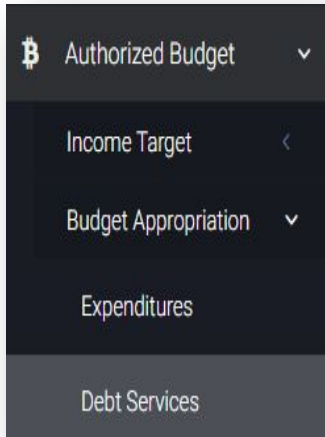 Authorized Budget
Income Target
Budget Appropriation
Expenditures
Debt Services